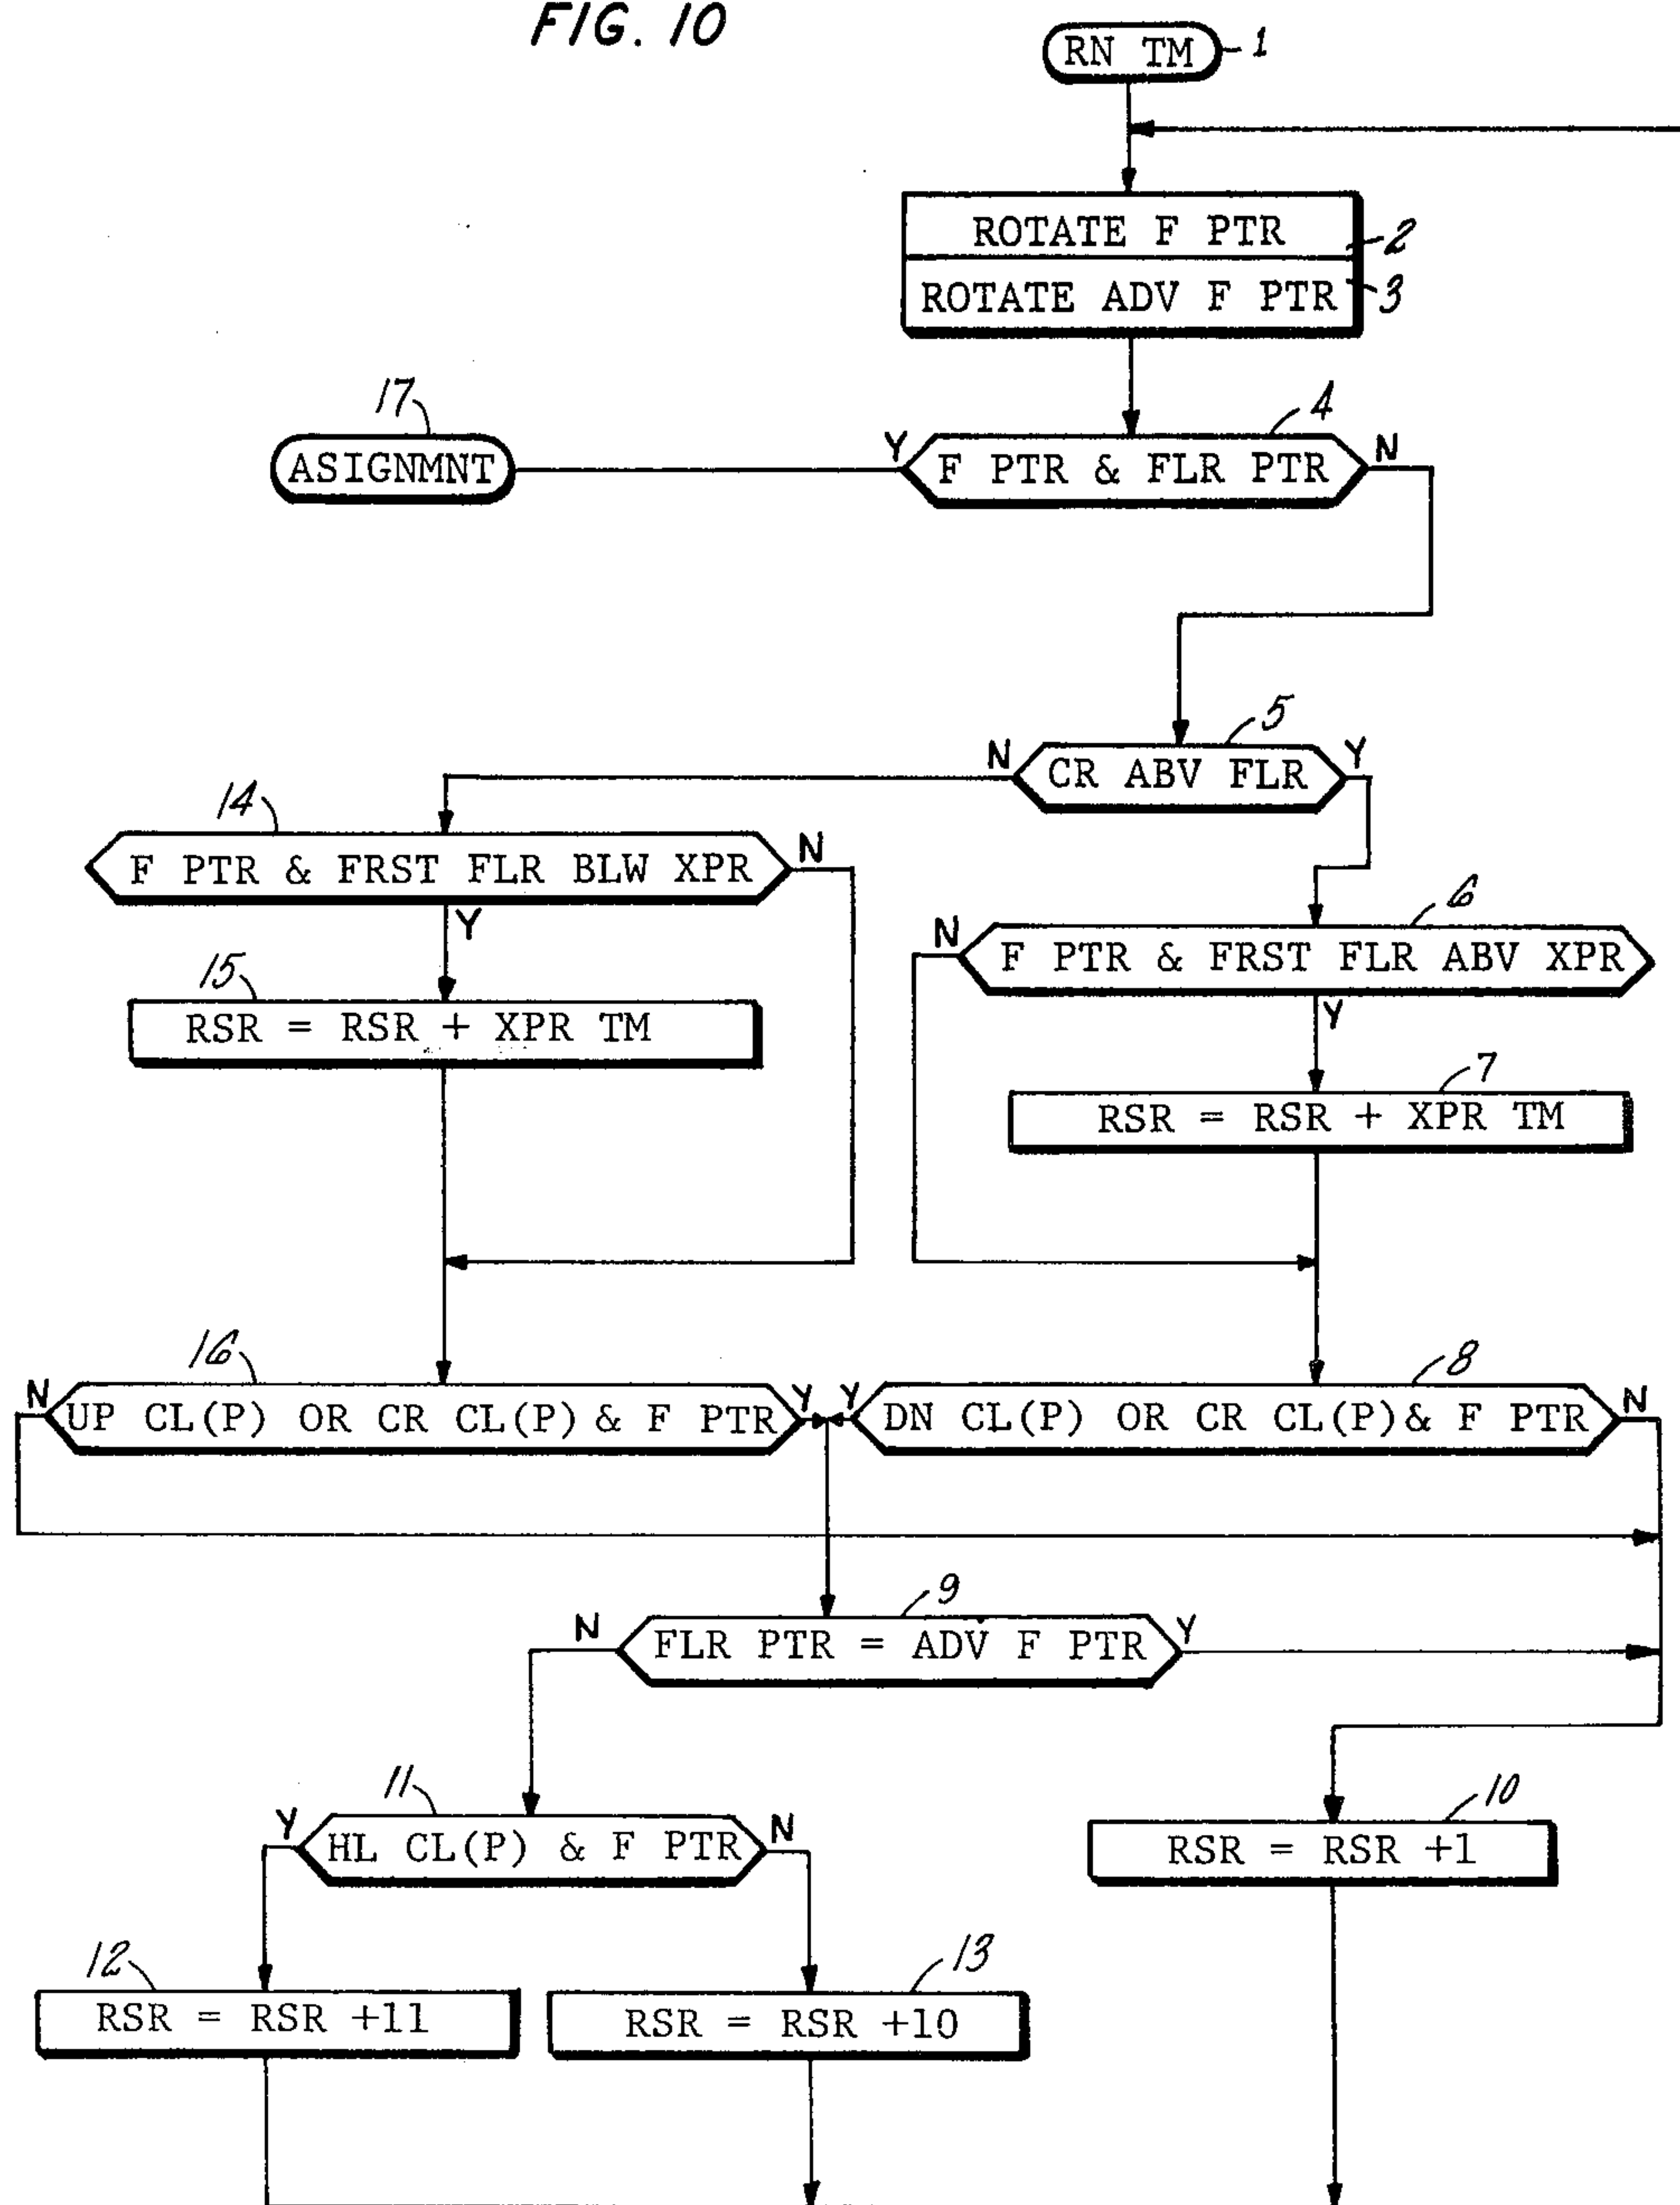 FIG. 10
RN TM
1
ROTATE F PTR
2
ROTATE ADV F PTR
3
17
4
ASIGNMNT
Y
F PTR & FLR PTR
N
5
N
CR ABV FLR
Y
14
F PTR & FRST FLR BLW XPR
N
Y
6
N
F PTR & FRST FLR ABV XPR
Y
15
RSR = RSR + XPR TM
7
RSR = RSR + XPR TM
16
8
N
UP CL(P) OR CR CL(P) & F PTR
Y
Y
DN CL(P) OR CR CL(P) & F PTR
N
9
N
FLR PTR = ADV F PTR
Y
11
10
Y
HL CL(P) & F PTR
N
RSR = RSR +1
12
13
RSR = RSR +11
RSR = RSR +10